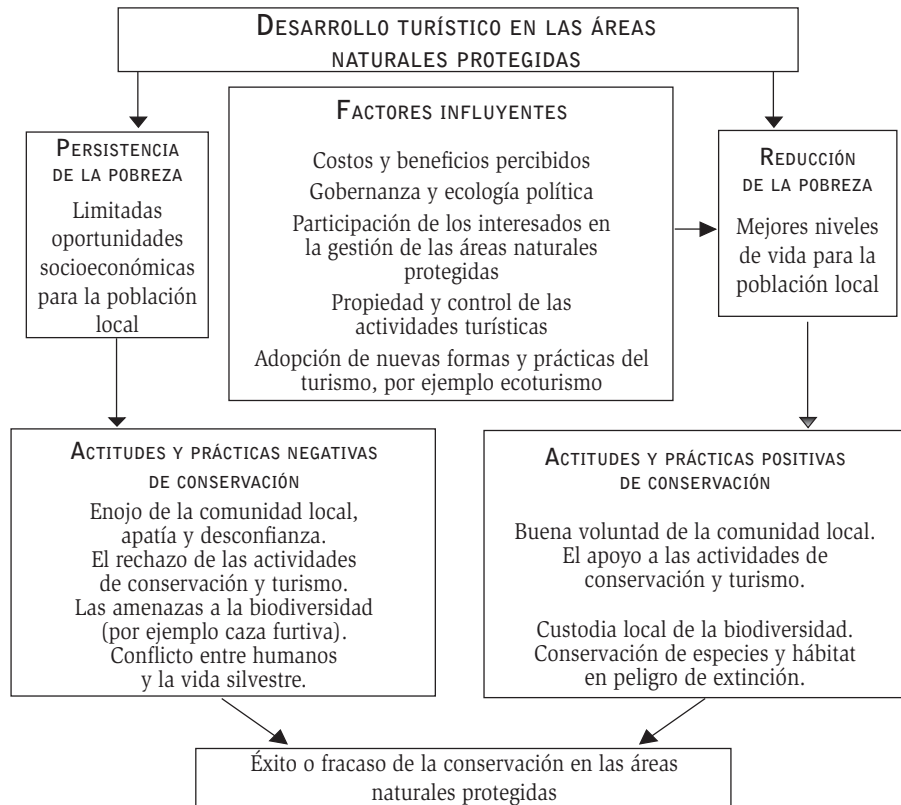 DESARROLLO TURÍSTICO EN LAS ÁREAS
NATURALES PROTEGIDAS
PERSISTENCIA
DE LA POBREZA
Limitadas
oportunidades
socioeconómicas
para la población
local
FACTORES INFLUYENTES
Costos y beneficios percibidos
Gobernanza y ecología política
Participación de los interesados en
la gestión de las áreas naturales
protegidas
Propiedad y control de las
actividades turísticas
Adopción de nuevas formas y prácticas del
turismo, por ejemplo ecoturismo
REDUCCIÓN
DE LA POBREZA
Mejores niveles
de vida para la
población local
ACTITUDES Y PRÁCTICAS NEGATIVAS
DE CONSERVACIÓN
Enojo de la comunidad local,
apatía y desconfianza.
El rechazo de las actividades
de conservación y turismo.
Las amenazas a la biodiversidad
(por ejemplo caza furtiva).
Conflicto entre humanos
y la vida silvestre.
ACTITUDES Y PRÁCTICAS POSITIVAS
DE CONSERVACIÓN
Buena voluntad de la comunidad local.
El apoyo a las actividades de
conservación y turismo.
Custodia local de la biodiversidad.
Conservación de especies y hábitat
en peligro de extinción.
Éxito o fracaso de la conservación en las áreas
naturales protegidas